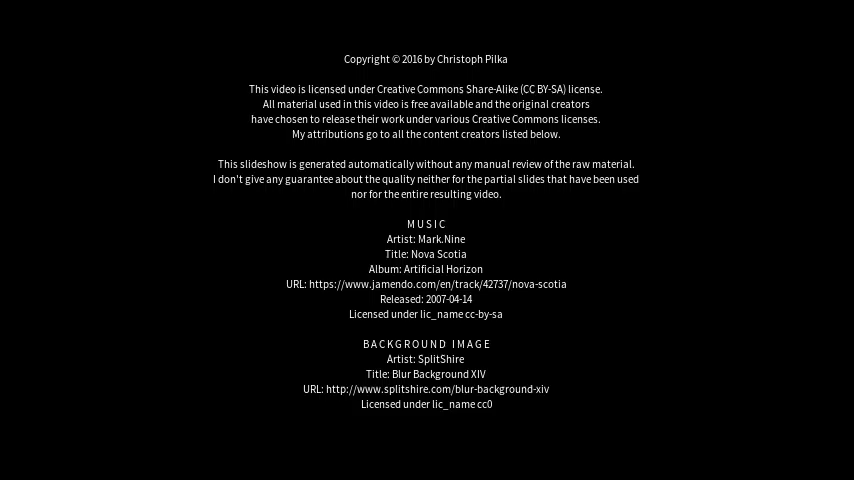 Copyright © 2016 by Christoph Pilka
This video is licensed under Creative Commons Share-Alike (CC BY-SA) license.
All material used in this video is free available and the original creators
have chosen to release their work under various Creative Commons licenses.
My attributions go to all the content creators listed below.
This slideshow is generated automatically without any manual review of the raw material.
I don't give any guarantee about the quality neither for the partial slides that have been used
nor for the entire resulting video.
MUSIC
Artist: Mark.Nine
Title: Nova Scotia
Album: Artificial Horizon
URL: https://www.jamendo.com/en/track/42737/nova-scotia
Released: 2007-04-14
Licensed under lic_name cc-by-sa
BACKGROUND IMAGE
Artist: SplitShire
Title: Blur Background XIV
URL: http://www.splitshire.com/blur-background-xiv
Licensed under lic_name cc0